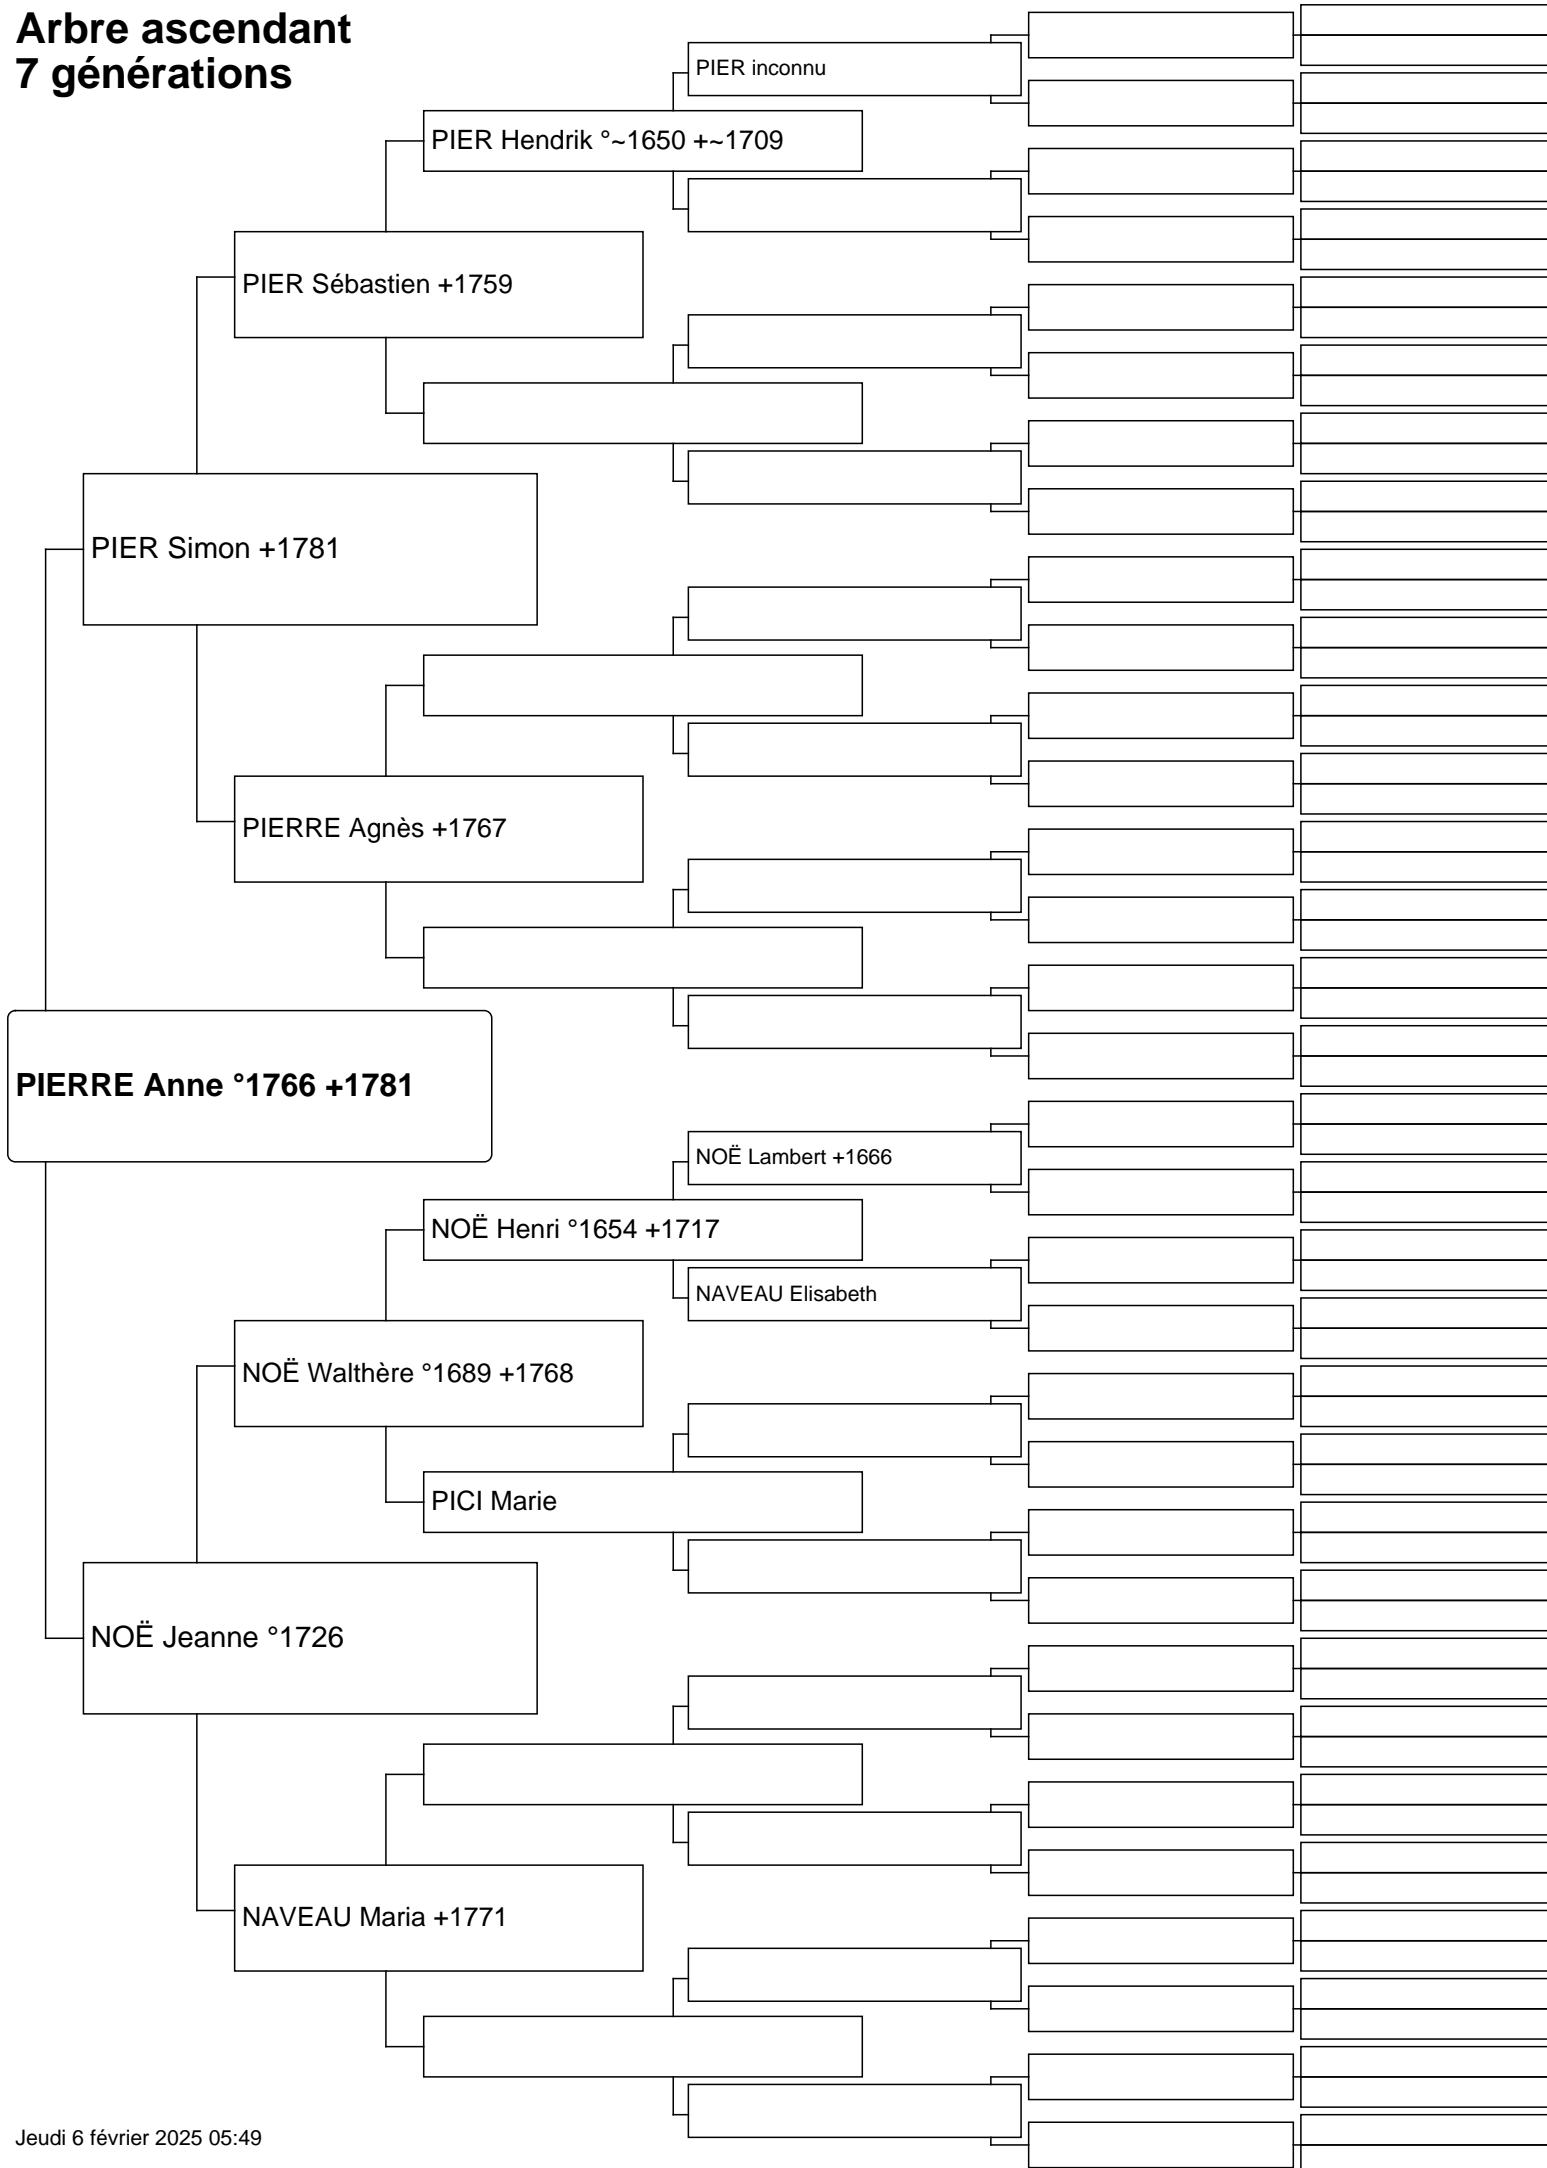 Arbre ascendant
7 générations
PIER inconnu
PIER Hendrik °~1650 +~1709
PIER Sébastien +1759
PIER Simon +1781
PIERRE Agnès +1767
PIERRE Anne °1766 +1781
NOË Lambert +1666
NOË Henri °1654 +1717
NAVEAU Elisabeth
NOË Walthère °1689 +1768
PICI Marie
NOË Jeanne °1726
NAVEAU Maria +1771
Jeudi 6 février 2025 05:49